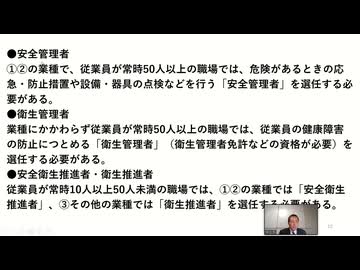 ●安全管理者
①②の業種で、従業員が常時50人以上の職場では、危険があるときの応
急・防止措置や設備・器具の点検などを行う「安全管理者」を選任する必
要がある。
●衛生管理者
業種にかかわらず従業員が常時50人以上の職場では、従業員の健康障害
の防止につとめる「衛生管理者」（衛生管理者免許などの資格が必要）を
選任する必要がある。
●安全衛生推進者・衛生推進者
従業員が常時10人以上50人未満の職場では、①②の業種では「安全衛生
推進者」、③その他の業種では「衛生推進者」を選任する必要がある。
12